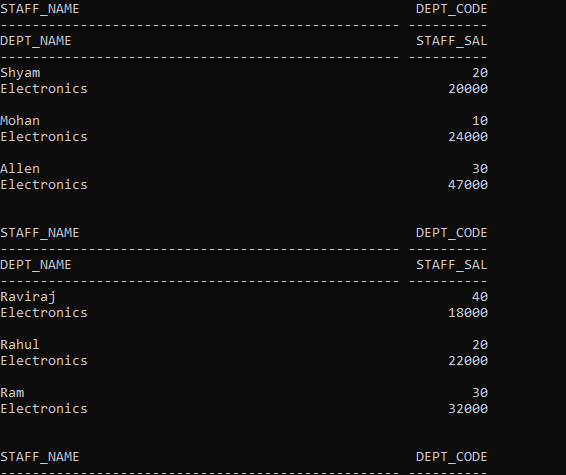 STAFF_NAME DEPT_CODE
---------------------------------------- ----------
DEPT_NAME STAFF_SAL
---------------------------------------- ----------
Shyam 20
Electronics 20000
Mohan 10
Electronics 24000
Allen 30
Electronics 47000
STAFF_NAME DEPT_CODE
-------------------------------------------------- ----------
DEPT_NAME STAFF_SAL
-------------------------------------------------- ----------
Raviraj 40
Electronics 18000
Rahul 20
Electronics 22000
Ram 30
Electronics 32000
STAFF_NAME DEPT_CODE
-------------------------------------------------- ----------